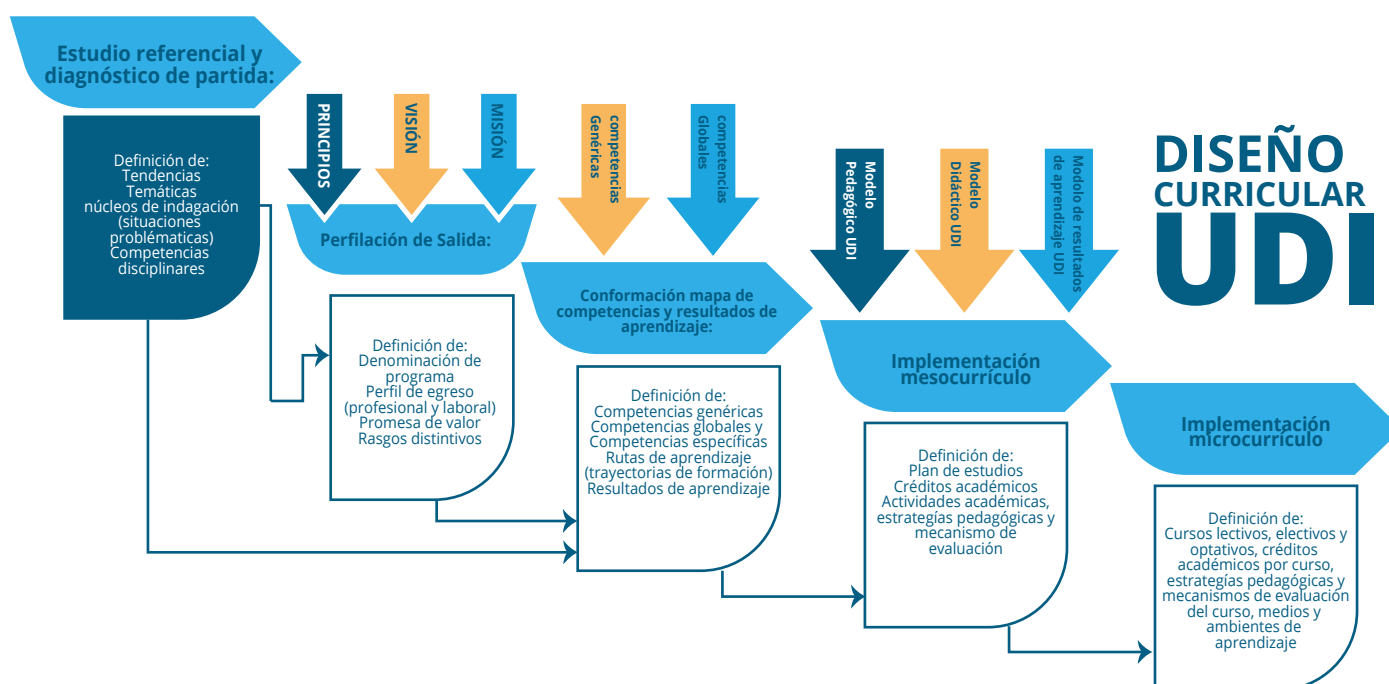 Estudio referencial y
diagnóstico de partida:
Definición de:
Tendencias
Temáticas
núcleos de indagación
(situaciones
problématicas)
Competencias
disciplinares
PRINCIPIOS
VISIÓN
MISIÓN
Perfilación de Salida:
Definición de:
Denominación de
programa
Perfil de egreso
(profesional y laboral)
Promesa de valor
Rasgos distintivos
competencias
Genéricas
competencias
Globales
Conformación mapa de
competencias y resultados de
aprendizaje:
Definición de:
Competencias genéricas
Competencias globales y
Competencias específicas
Rutas de aprendizaje
(trayectorias de formación)
Resultados de aprendizaje
Modelo
Pedagógico UDI
Modelo
Didáctico UDI
Modolo de resultados
de aprendizaje UDI
Implementación
mesocurrículo
Definición de:
Plan de estudios
Créditos académicos
Actividades académicas,
estrategías pedagógicas y
mecanismo de
evaluación
DISEÑO
CURRICULAR
UDI
Implementación
microcurrículo
Definición de:
Cursos lectivos, electivos y
optativos, créditos
académicos por curso,
estrategías pedagógicas y
mecanismos de evaluación
del curso, medios y
ambientes de
aprendizaje